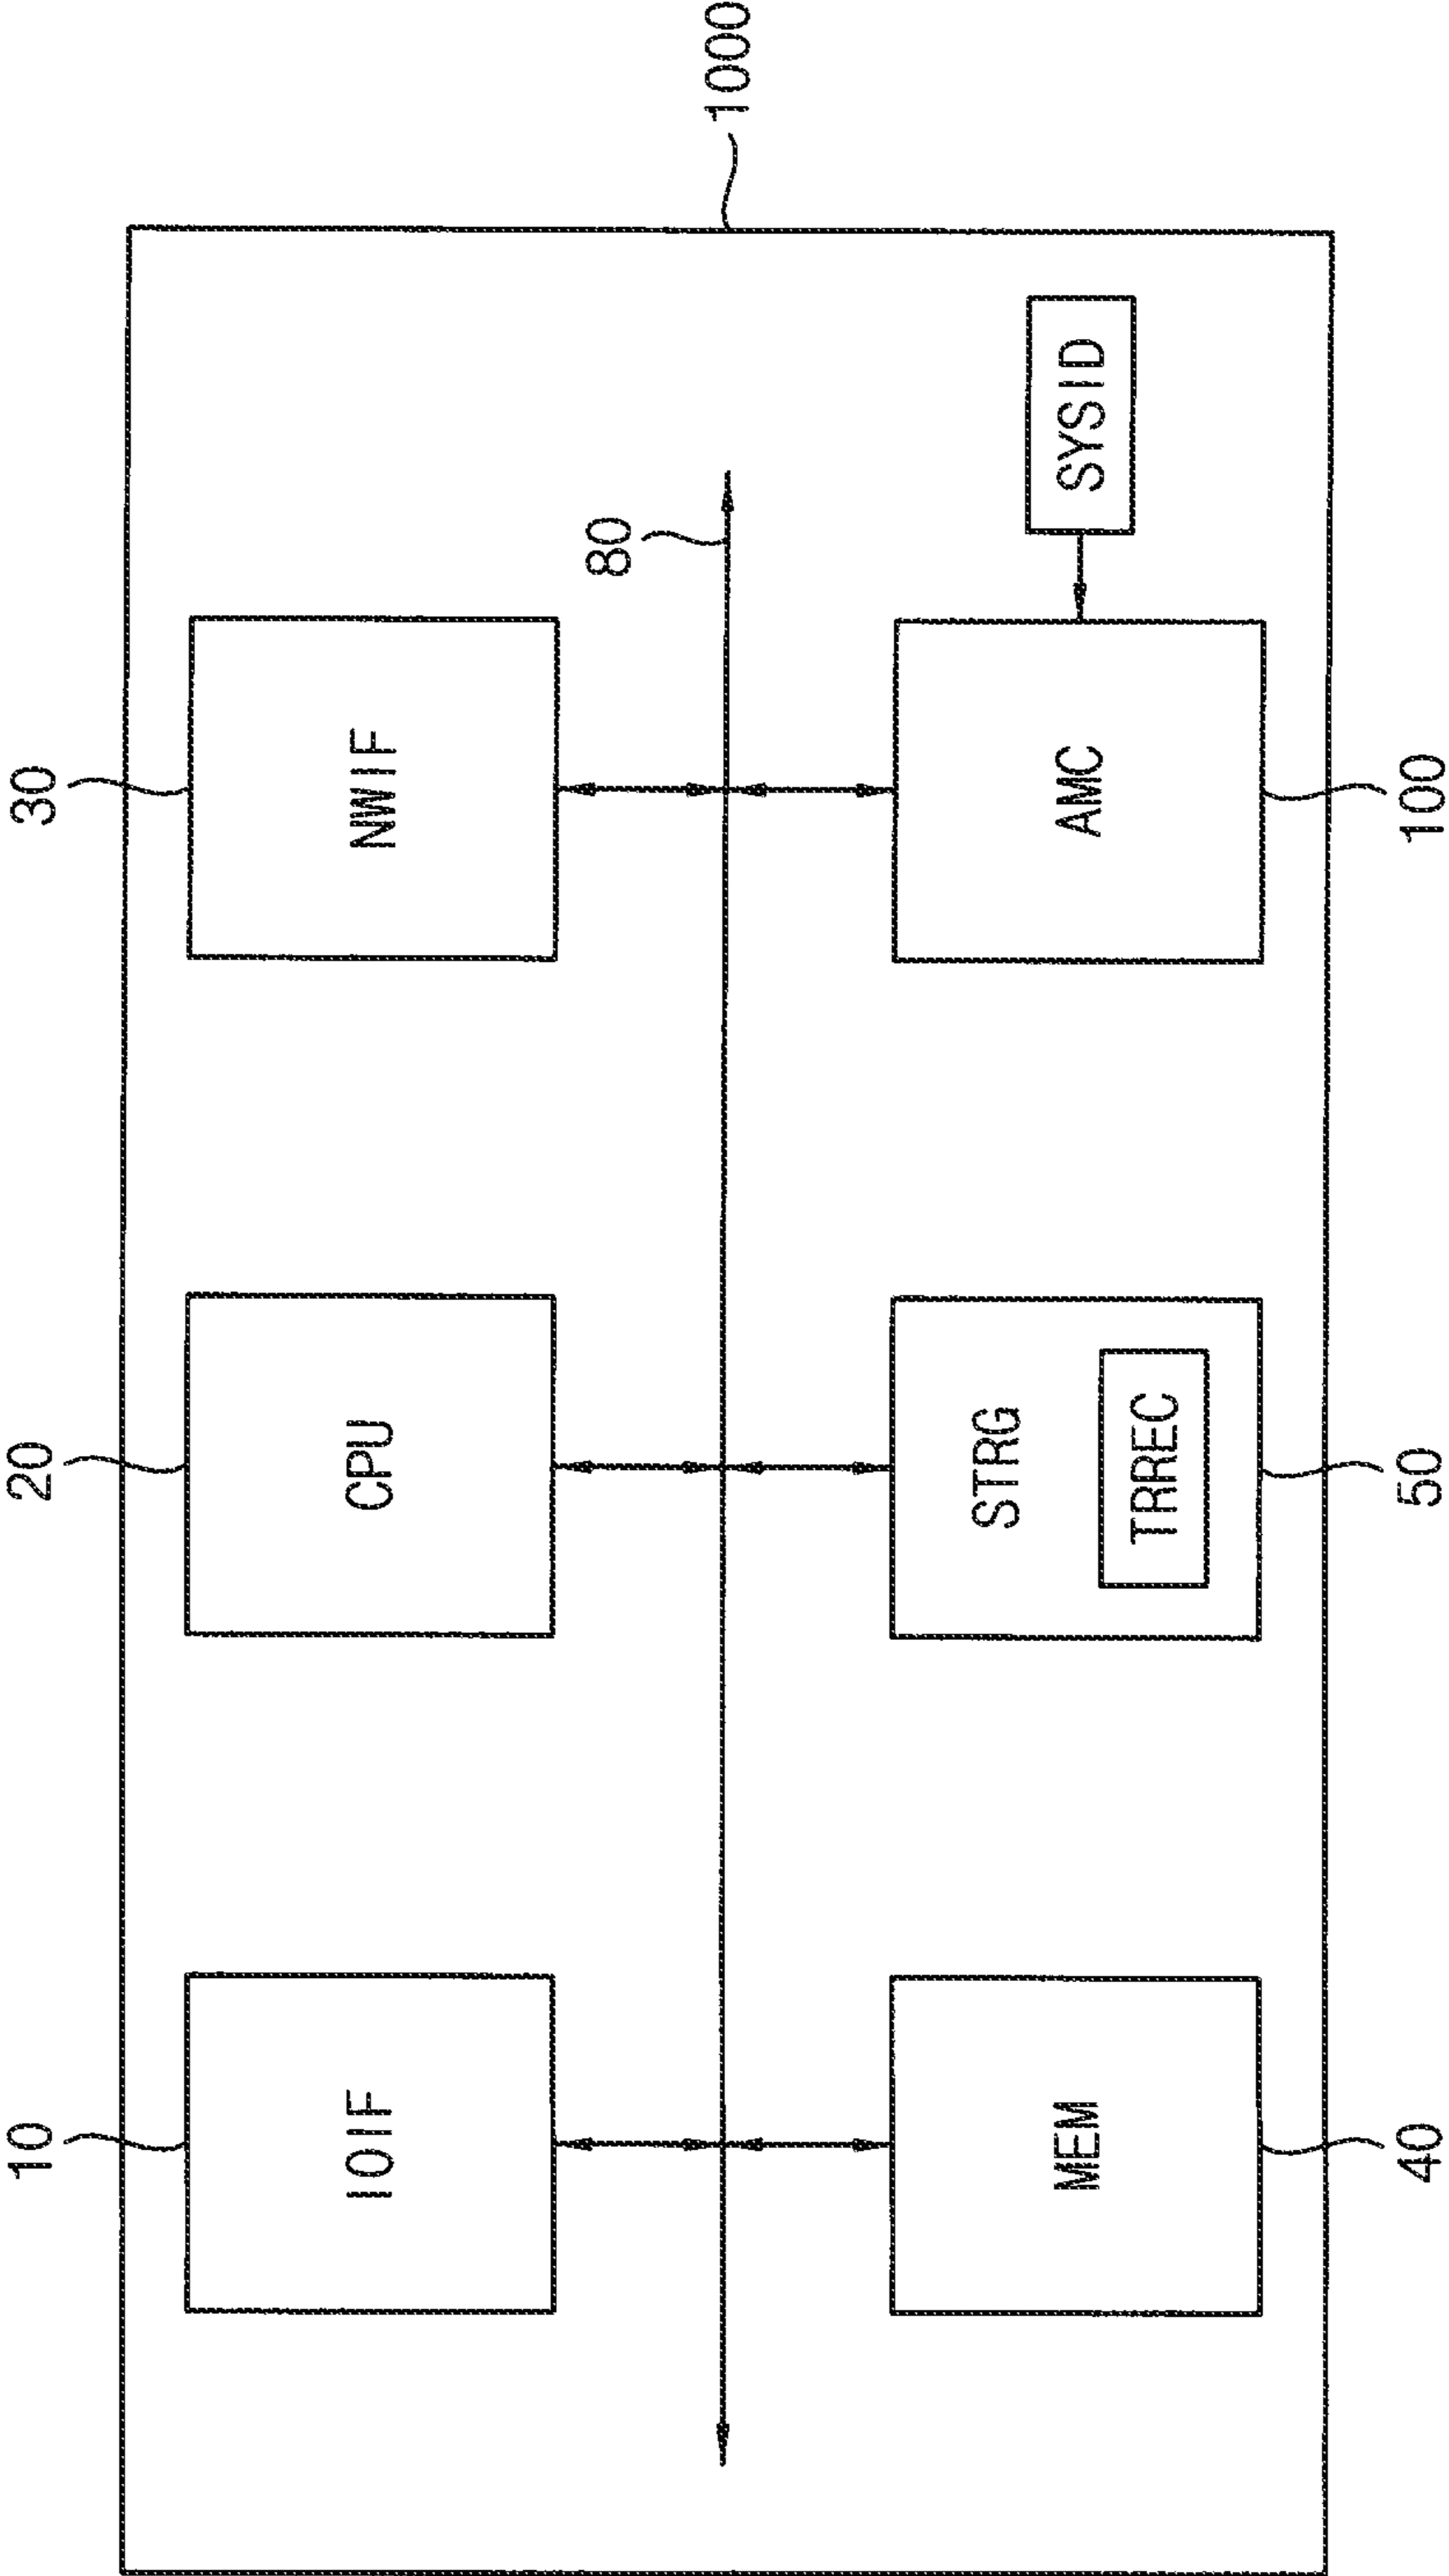 1000
10
20
30
IOIF
CPU
NWIF
80
MEM
STRG
TRREC
AMC
SYSID
40
50
100